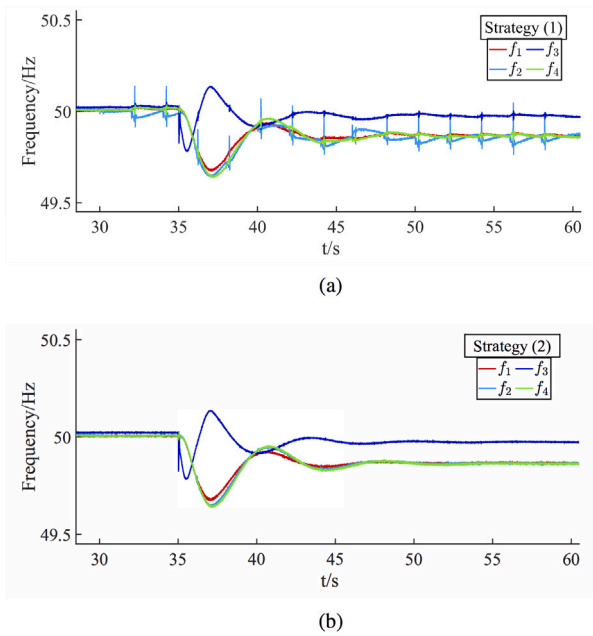 50.5
Strategy (1)
f1 f3
f2 f4
50
Frequency/Hz
49.5
30 35 40 45 50 55 60
t/s
(a)
50.5
Strategy (2)
f1 f3
f2 f4
50
Frequency/Hz
49.5
30 35 40 45 50 55 60
t/s
(b)